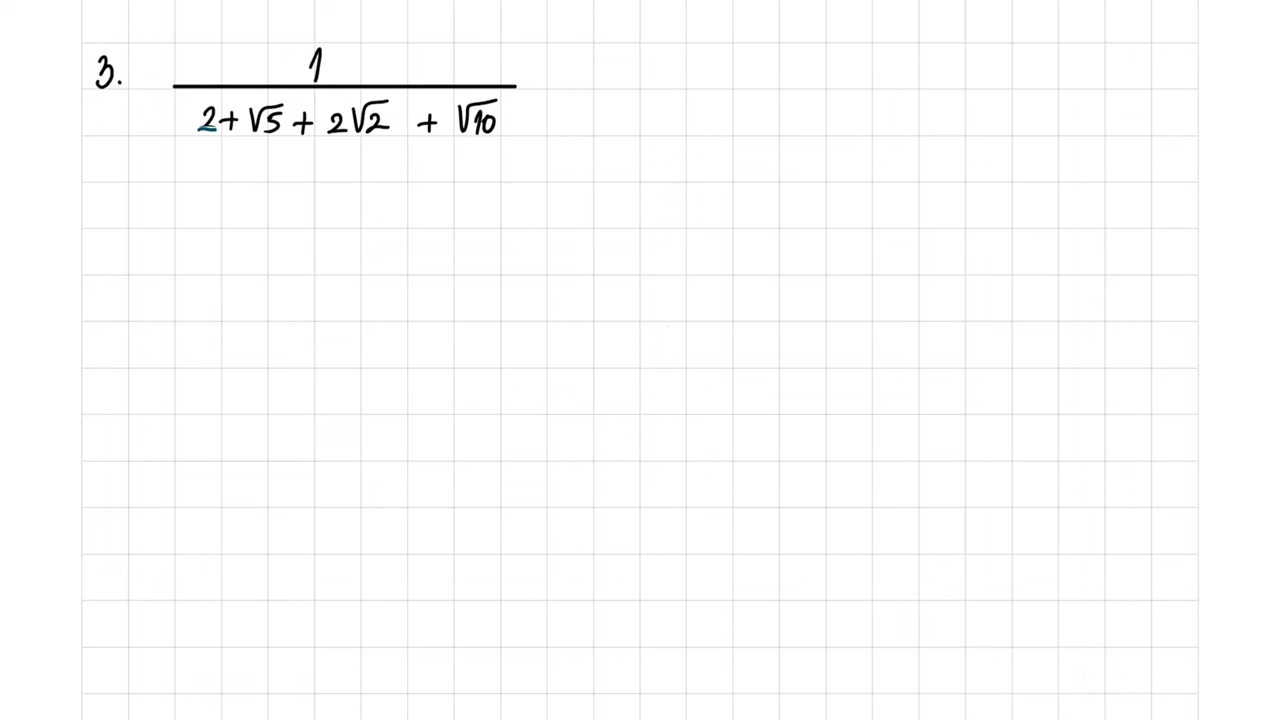 3. 1
2 + √5 + 2√2 + √10